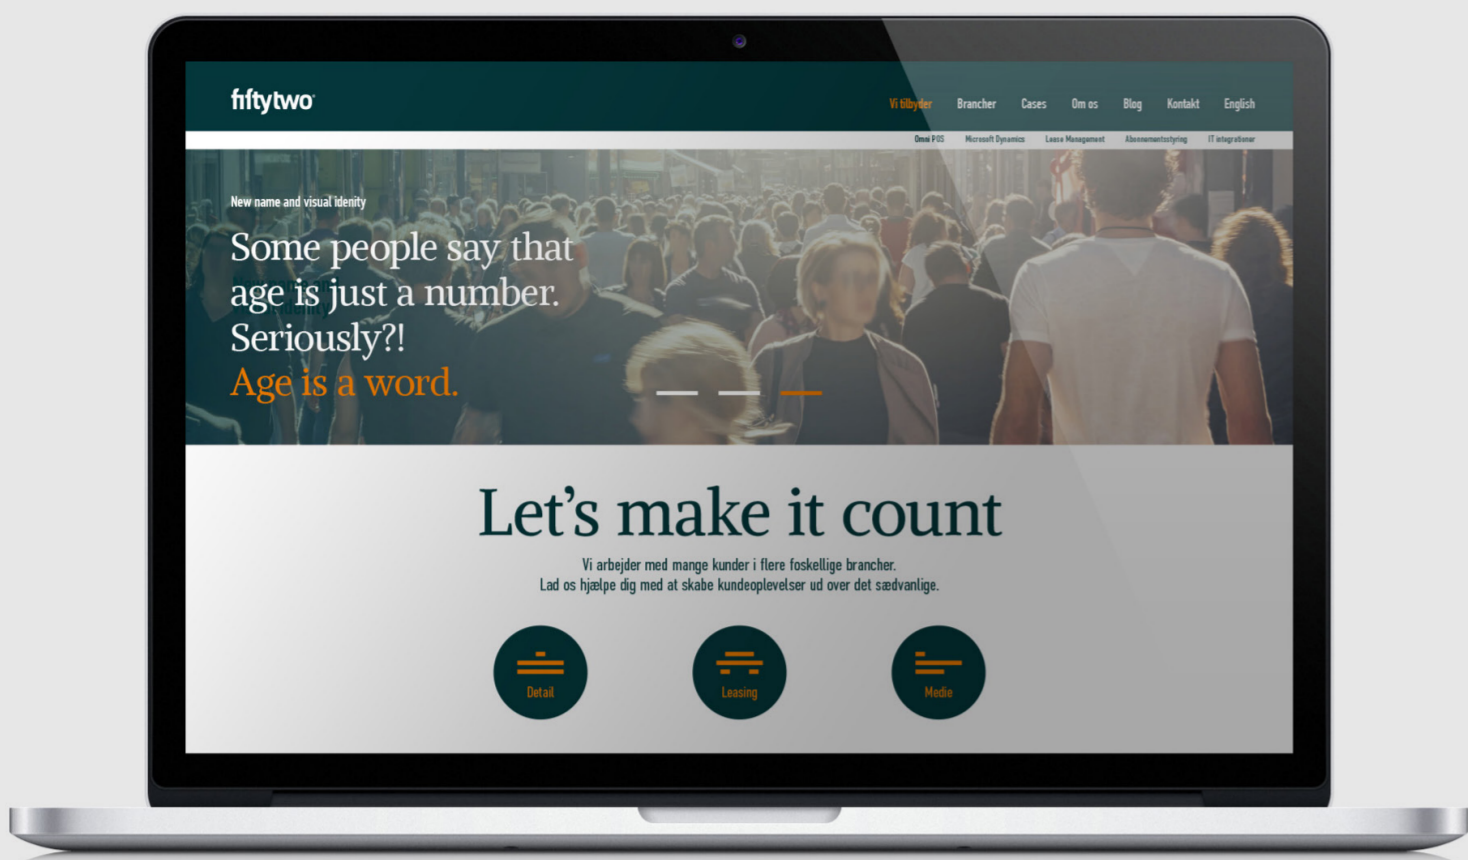 fiftytwo
Vi tilbyder Brancher Cases Om os Blog Kontakt English
Omni POS Microsoft Dynamics Lease Management Abonnementsstyring IT integrationer
New name and visual idenity
Some people say that
age is just a number.
Seriously?!
Age is a word.
Let's make it count
Vi arbejder med mange kunder i flere foskellige brancher.
Lad os hjælpe dig med at skabe kundeoplevelser ud over det sædvanlige.
Detail Leasing Medie